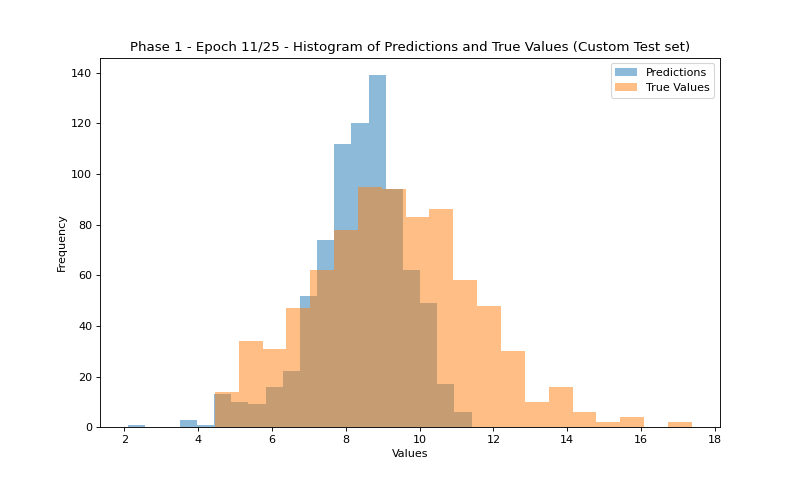 Phase 1 - Epoch 11/25 - Histogram of Predictions and True Values (Custom Test set)
Predictions
True Values
Frequency
140
120
100
80
60
40
20
0
2 4 6 8 10 12 14 16 18
Values